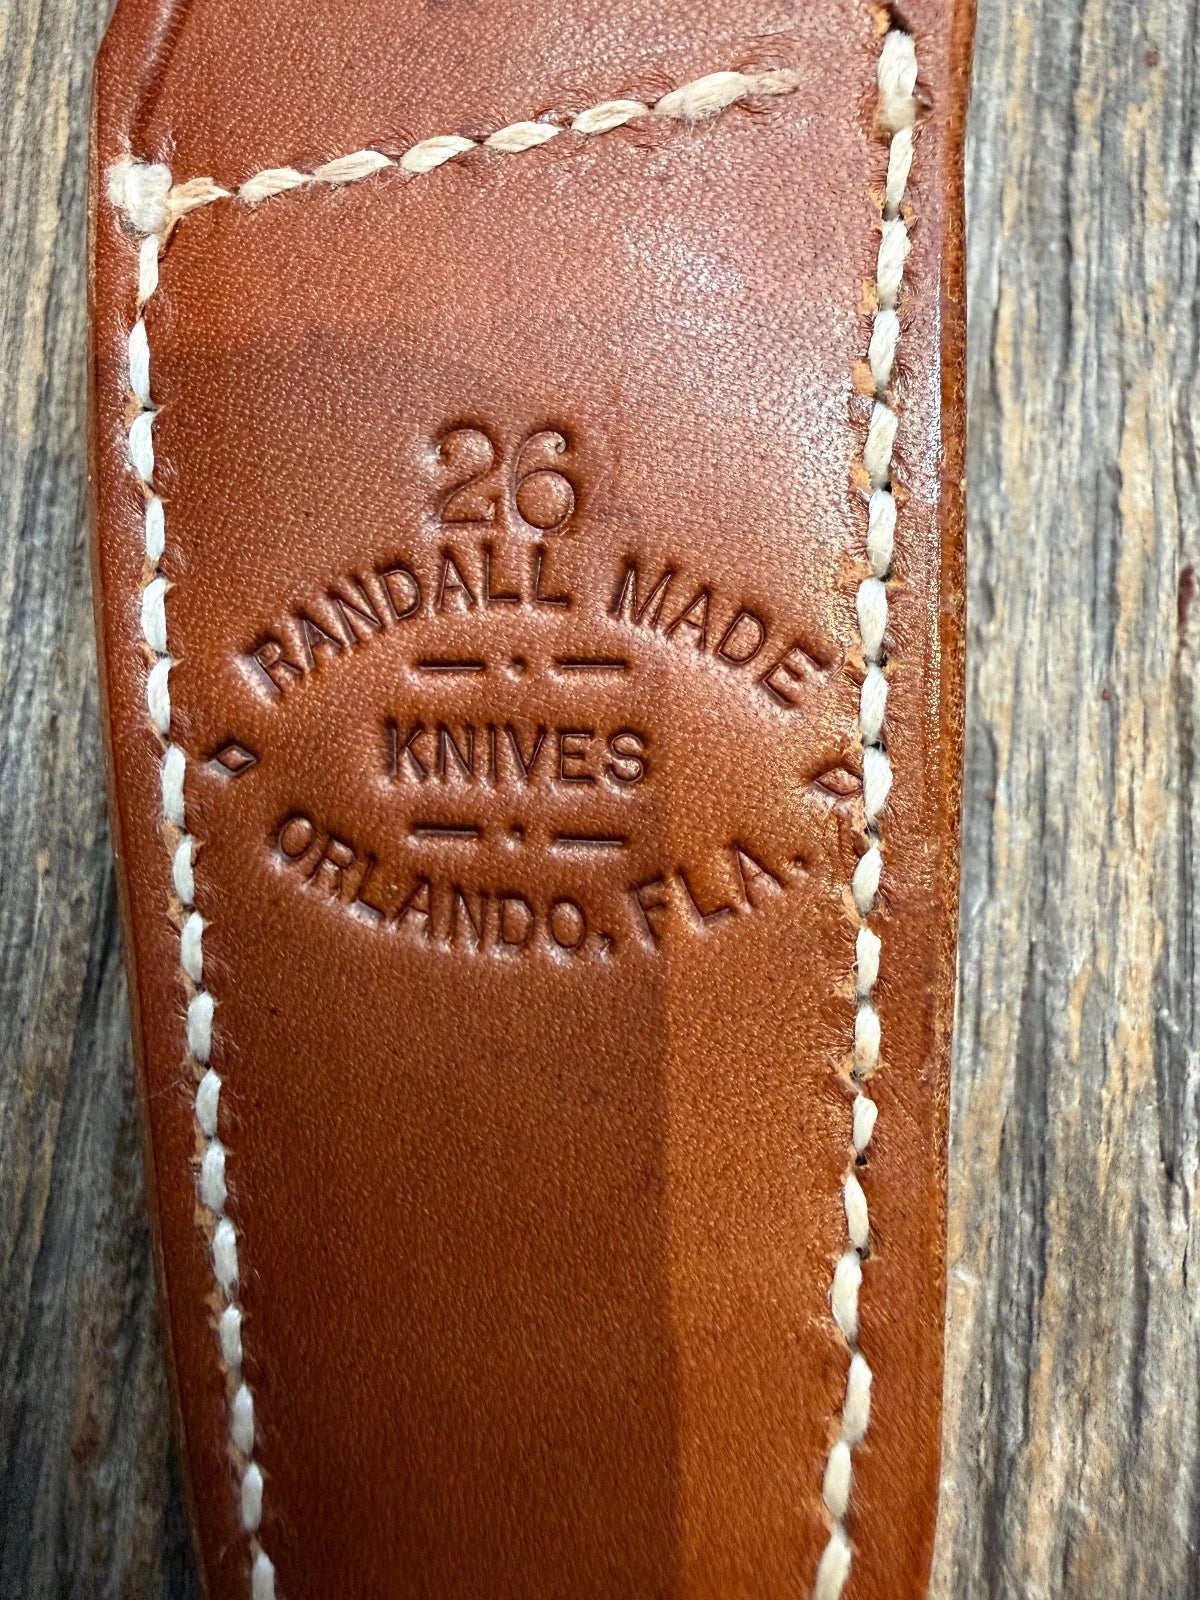 26
RANDALL MADE
KNIVES
ORLANDO, FLA.